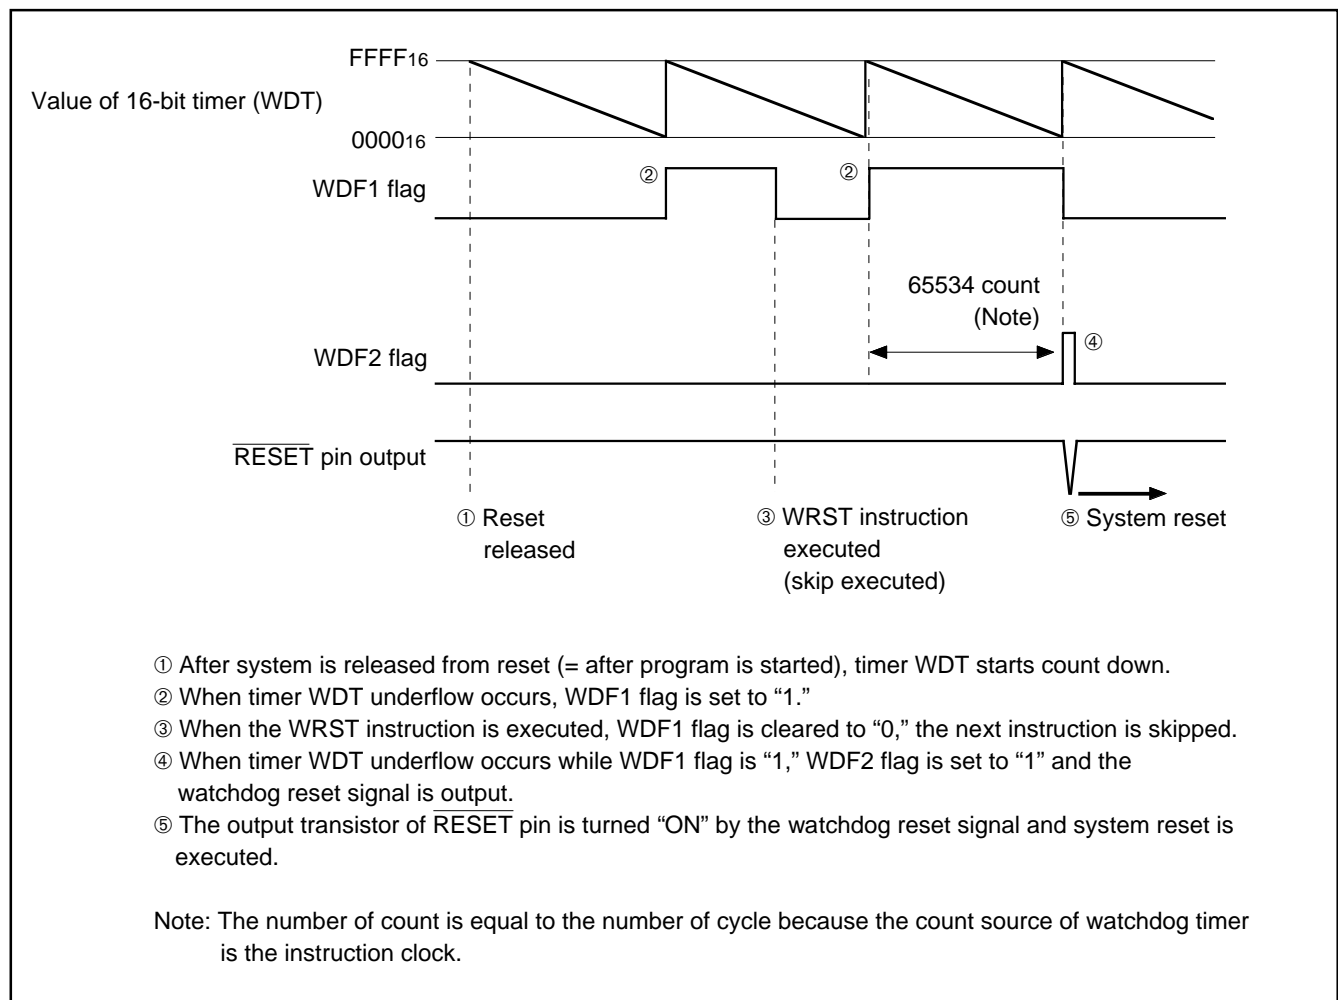 FFFF16
Value of 16-bit timer (WDT)
000016
② ②
WDF1 flag
65534 count
(Note)
④
WDF2 flag
RESET pin output
① Reset
released
③ WRST instruction
executed
(skip executed)
⑤ System reset
① After system is released from reset (= after program is started), timer WDT starts count down.
② When timer WDT underflow occurs, WDF1 flag is set to “1.”
③ When the WRST instruction is executed, WDF1 flag is cleared to “0,” the next instruction is skipped.
④ When timer WDT underflow occurs while WDF1 flag is “1,” WDF2 flag is set to “1” and the
watchdog reset signal is output.
⑤ The output transistor of RESET pin is turned “ON” by the watchdog reset signal and system reset is
executed.
Note: The number of count is equal to the number of cycle because the count source of watchdog timer
is the instruction clock.